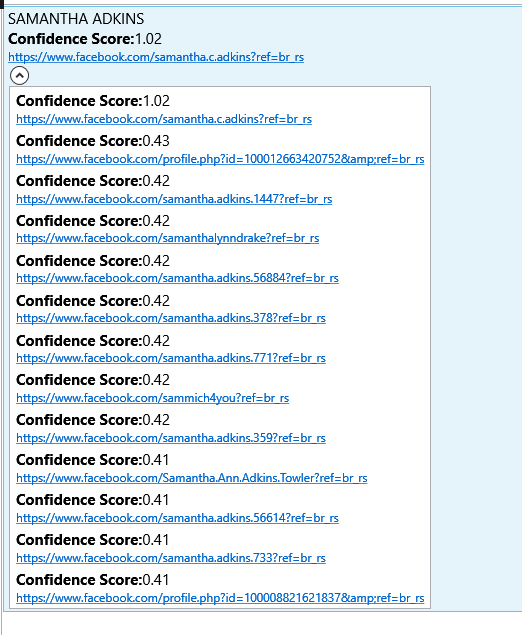 SAMANTHA ADKINS
Confidence Score:1.02
https://www.facebook.com/samantha.c.adkins?ref=br_rs
Confidence Score:1.02
https://www.facebook.com/samantha.c.adkins?ref=br_rs
Confidence Score:0.43
https://www.facebook.com/profile.php?id=100012663420752&amp;ref=br_rs
Confidence Score:0.42
https://www.facebook.com/samantha.adkins.1447?ref=br_rs
Confidence Score:0.42
https://www.facebook.com/samanthalynndrake?ref=br_rs
Confidence Score:0.42
https://www.facebook.com/samantha.adkins.56884?ref=br_rs
Confidence Score:0.42
https://www.facebook.com/samantha.adkins.378?ref=br_rs
Confidence Score:0.42
https://www.facebook.com/samantha.adkins.771?ref=br_rs
Confidence Score:0.42
https://www.facebook.com/sammich4you?ref=br_rs
Confidence Score:0.42
https://www.facebook.com/samantha.adkins.359?ref=br_rs
Confidence Score:0.41
https://www.facebook.com/Samantha.Ann.Adkins.Towler?ref=br_rs
Confidence Score:0.41
https://www.facebook.com/samantha.adkins.56614?ref=br_rs
Confidence Score:0.41
https://www.facebook.com/samantha.adkins.733?ref=br_rs
Confidence Score:0.41
https://www.facebook.com/profile.php?id=100008821621837&amp;ref=br_rs